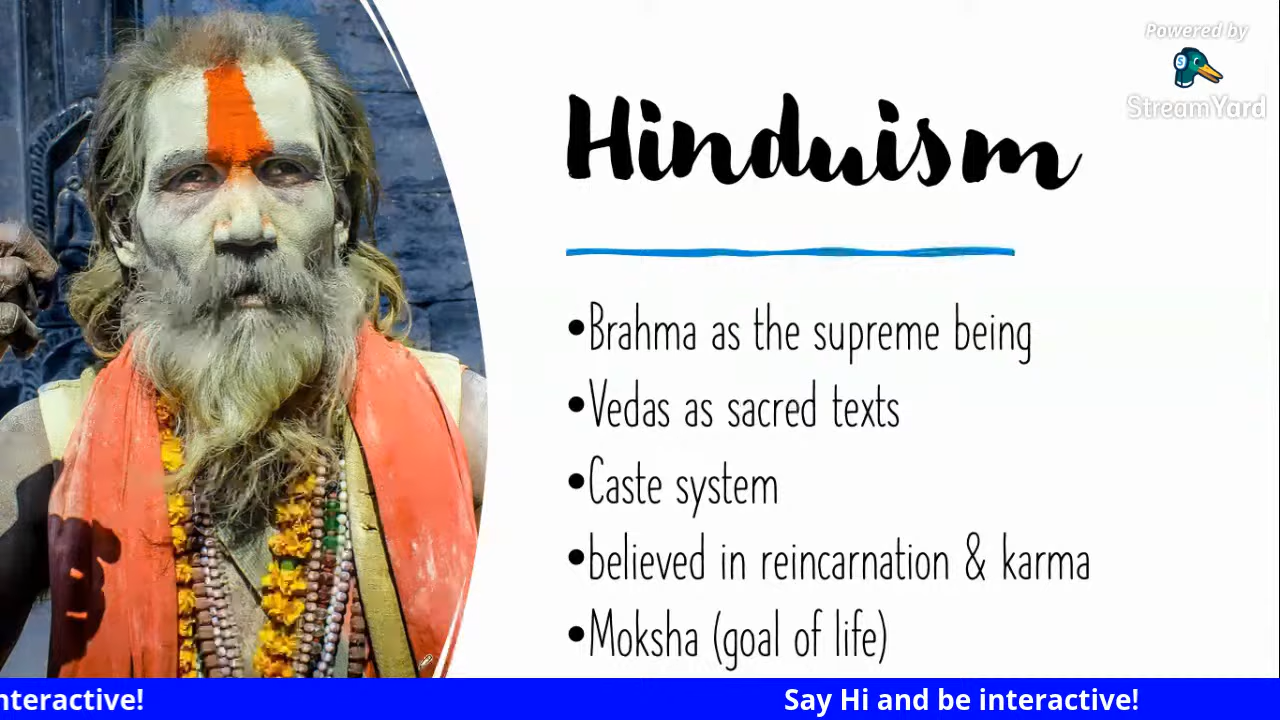 Powered by
StreamYard
Hinduism
•Brahma as the supreme being
•Vedas as sacred texts
•Caste system
•believed in reincarnation & karma
•Moksha (goal of life)
nteractive! Say Hi and be interactive!